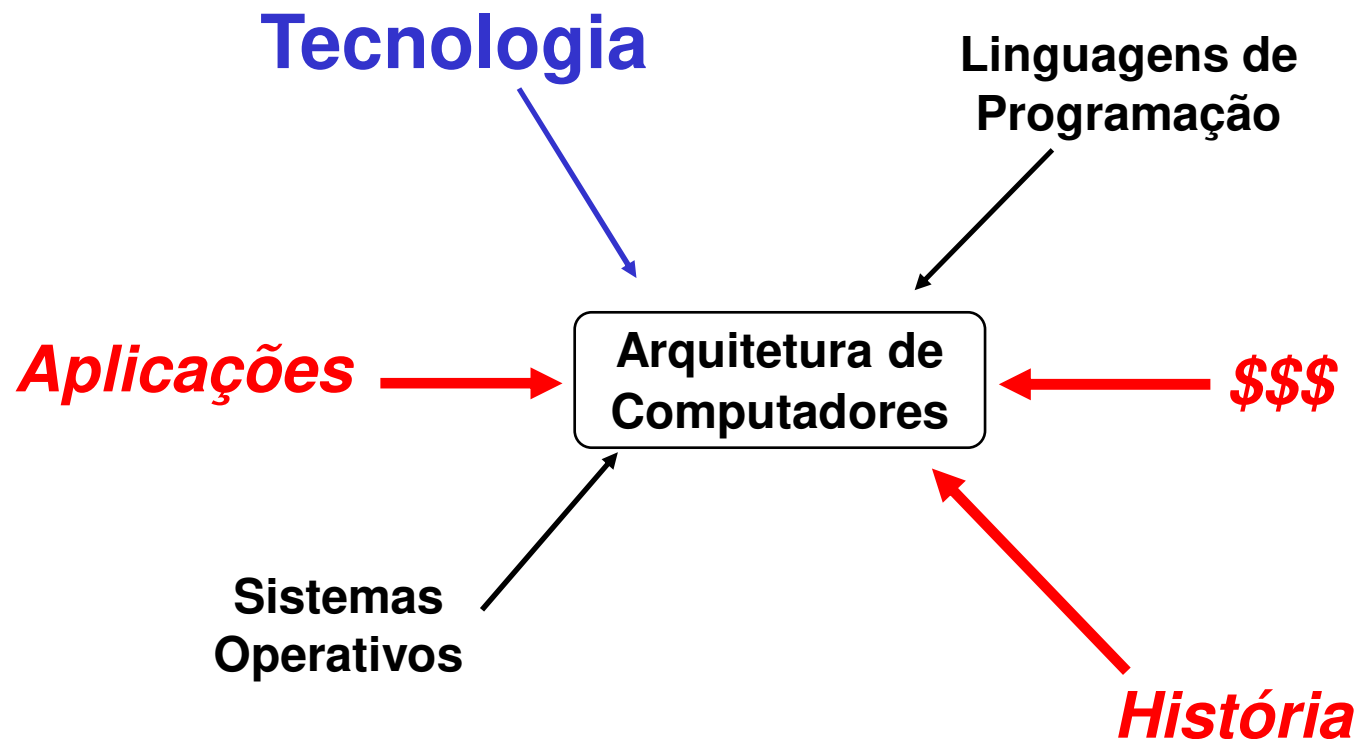 Tecnologia
Linguagens de
Programação
Aplicações
Arquitetura de
Computadores
$$$
Sistemas
Operativos
História